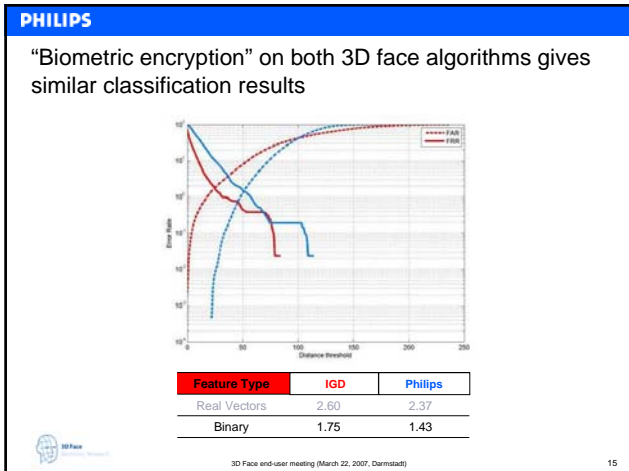 PHILIPS
“Biometric encryption” on both 3D face algorithms gives
similar classification results
FAR
FRR
Error Rate
0 50 100 150 200 250
Distance threshold
Feature Type IGD Philips
Real Vectors 2.60 2.37
Binary 1.75 1.43
3D Face
3D Face end-user meeting (March 22, 2007, Darmstadt)
15